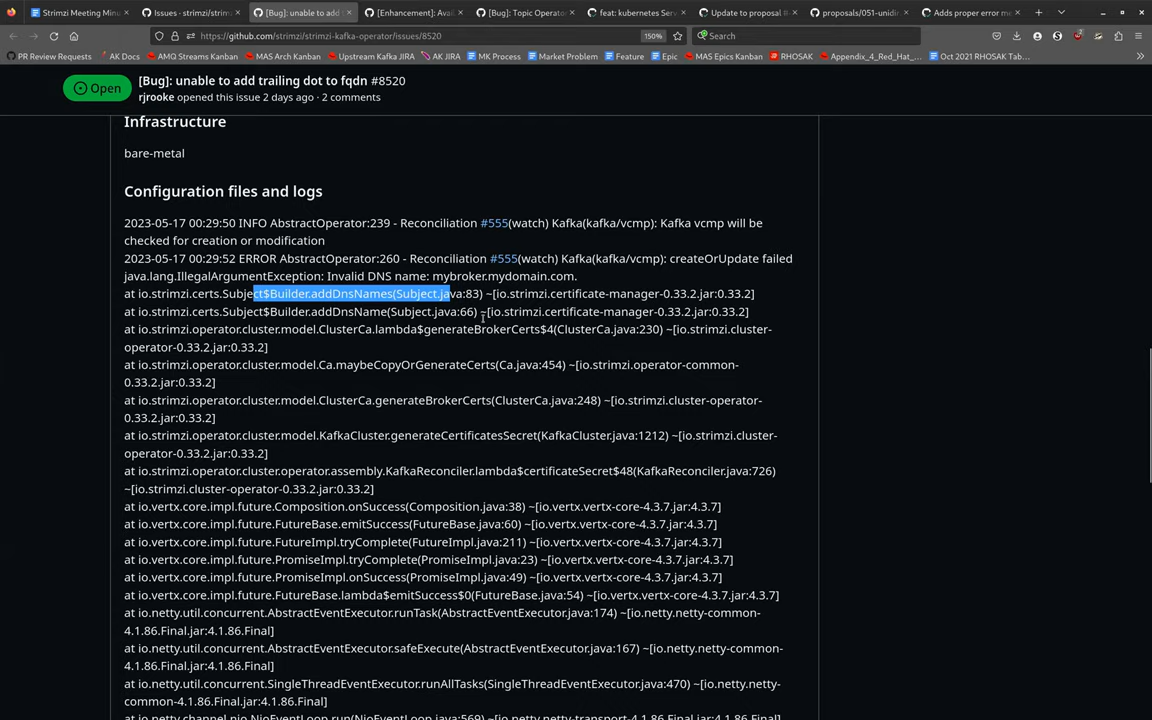 Strimzi Meeting Minu
Issues · strimzi/strimz
[Bug]: unable to add
[Enhancement]: Avai
[Bug]: Topic Operato
feat: kubernetes Serv
Update to proposal #
proposals/051-unidi
Adds proper error me
https://github.com/strimzi/strimzi-kafka-operator/issues/8520
150%
Search
PR Review Requests
AK Docs
AMQ Streams Kanban
MAS Arch Kanban
Upstream Kafka JIRA
AK JIRA
MK Process
Market Problem
Feature
Epic
MAS Epics Kanban
RHOSAK
Appendix_4_Red_Hat_...
Oct 2021 RHOSAK Tab...
Open
[Bug]: unable to add trailing dot to fqdn #8520
rjrooke opened this issue 2 days ago · 2 comments
Infrastructure
bare-metal
Configuration files and logs
2023-05-17 00:29:50 INFO AbstractOperator:239 - Reconciliation #555(watch) Kafka(kafka/vcmp): Kafka vcmp will be
checked for creation or modification
2023-05-17 00:29:52 ERROR AbstractOperator:260 - Reconciliation #555(watch) Kafka(kafka/vcmp): createOrUpdate failed
java.lang.IllegalArgumentException: Invalid DNS name: mybroker.mydomain.com.
at io.strimzi.certs.Subject$Builder.addDnsNames(Subject.java:83) ~[io.strimzi.certificate-manager-0.33.2.jar:0.33.2]
at io.strimzi.certs.Subject$Builder.addDnsName(Subject.java:66) ~[io.strimzi.certificate-manager-0.33.2.jar:0.33.2]
at io.strimzi.operator.cluster.model.ClusterCa.lambda$generateBrokerCerts$4(ClusterCa.java:230) ~[io.strimzi.cluster-
operator-0.33.2.jar:0.33.2]
at io.strimzi.operator.cluster.model.Ca.maybeCopyOrGenerateCerts(Ca.java:454) ~[io.strimzi.operator-common-
0.33.2.jar:0.33.2]
at io.strimzi.operator.cluster.model.ClusterCa.generateBrokerCerts(ClusterCa.java:248) ~[io.strimzi.cluster-operator-
0.33.2.jar:0.33.2]
at io.strimzi.operator.cluster.model.KafkaCluster.generateCertificatesSecret(KafkaCluster.java:1212) ~[io.strimzi.cluster-
operator-0.33.2.jar:0.33.2]
at io.strimzi.operator.cluster.operator.assembly.KafkaReconciler.lambda$certificateSecret$48(KafkaReconciler.java:726)
~[io.strimzi.cluster-operator-0.33.2.jar:0.33.2]
at io.vertx.core.impl.future.Composition.onSuccess(Composition.java:38) ~[io.vertx.vertx-core-4.3.7.jar:4.3.7]
at io.vertx.core.impl.future.FutureBase.emitSuccess(FutureBase.java:60) ~[io.vertx.vertx-core-4.3.7.jar:4.3.7]
at io.vertx.core.impl.future.FutureImpl.tryComplete(FutureImpl.java:211) ~[io.vertx.vertx-core-4.3.7.jar:4.3.7]
at io.vertx.core.impl.future.PromiseImpl.tryComplete(PromiseImpl.java:23) ~[io.vertx.vertx-core-4.3.7.jar:4.3.7]
at io.vertx.core.impl.future.PromiseImpl.onSuccess(PromiseImpl.java:49) ~[io.vertx.vertx-core-4.3.7.jar:4.3.7]
at io.vertx.core.impl.future.FutureBase.lambda$emitSuccess$0(FutureBase.java:54) ~[io.vertx.vertx-core-4.3.7.jar:4.3.7]
at io.netty.util.concurrent.AbstractEventExecutor.runTask(AbstractEventExecutor.java:174) ~[io.netty.netty-common-
4.1.86.Final.jar:4.1.86.Final]
at io.netty.util.concurrent.AbstractEventExecutor.safeExecute(AbstractEventExecutor.java:167) ~[io.netty.netty-common-
4.1.86.Final.jar:4.1.86.Final]
at io.netty.util.concurrent.SingleThreadEventExecutor.runAllTasks(SingleThreadEventExecutor.java:470) ~[io.netty.netty-
common-4.1.86.Final.jar:4.1.86.Final]
at io.netty.channel.nio.NioEventLoop.run(NioEventLoop.java:569) ~[io.netty.netty-transport-4.1.86.Final.jar:4.1.86.Final]